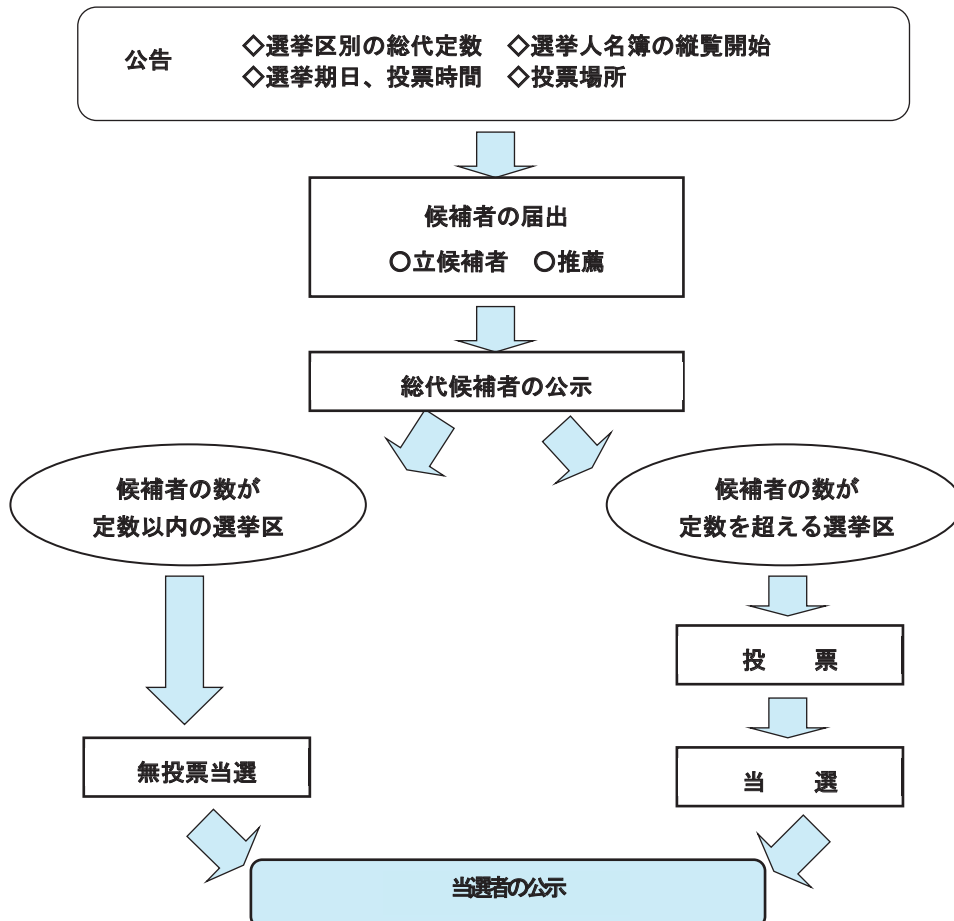 公告　◇選挙区別の総代定数　◇選挙人名簿の縦覧開始
◇選挙期日、投票時間　◇投票場所
候補者の届出
○立候補者　○推薦
総代候補者の公示
候補者の数が
定数以内の選挙区
候補者の数が
定数を超える選挙区
投　票
無投票当選
当　選
当選者の公示